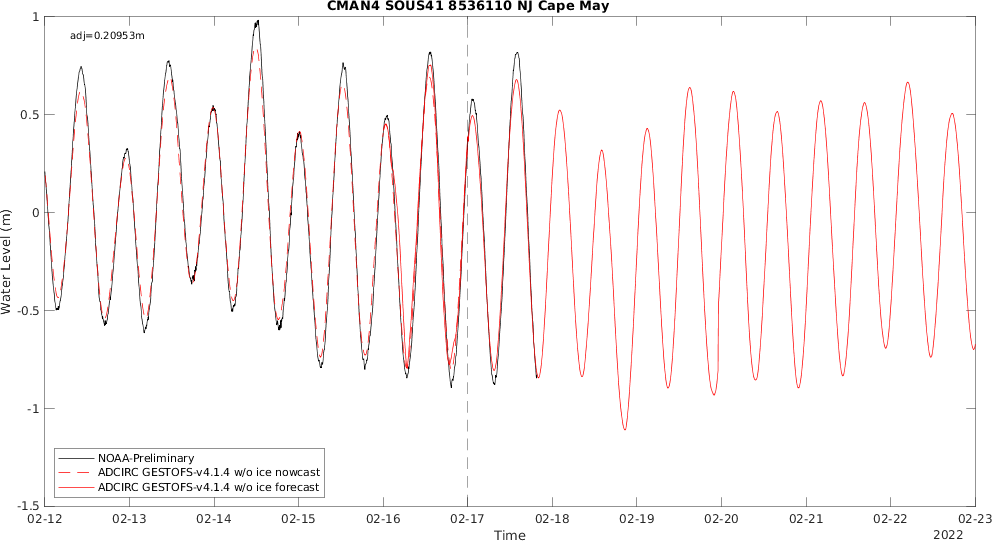 CMAN4 SOUS41 8536110 NJ Cape May
adj=0.20953m
1
0.5
0
-0.5
-1
-1.5
Water Level (m)
NOAA-Preliminary
ADCIRC GESTOFS-v4.1.4 w/o ice nowcast
ADCIRC GESTOFS-v4.1.4 w/o ice forecast
02-12 02-13 02-14 02-15 02-16 02-17 02-18 02-19 02-20 02-21 02-22 02-23
Time
2022